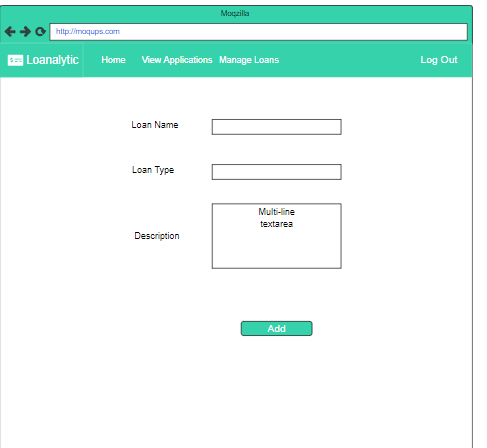 Moqzilla
http://moqups.com
Loanalytic Home View Applications Manage Loans Log Out
Loan Name
Loan Type
Description
Multi-line
textarea
Add